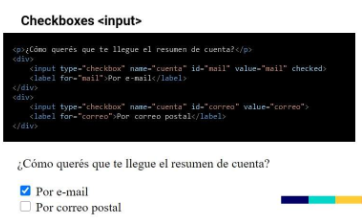 Checkboxes <input>
<p>¿Cómo querés que te llegue el resumen de cuenta?</p>
<div>
<input type="checkbox" name="cuenta" id="mail" value="mail" checked>
<label for="mail">Por e-mail</label>
</div>
<div>
<input type="checkbox" name="cuenta" id="correo" value="correo">
<label for="correo">Por correo postal</label>
</div>
¿Cómo querés que te llegue el resumen de cuenta?
Por e-mail
Por correo postal